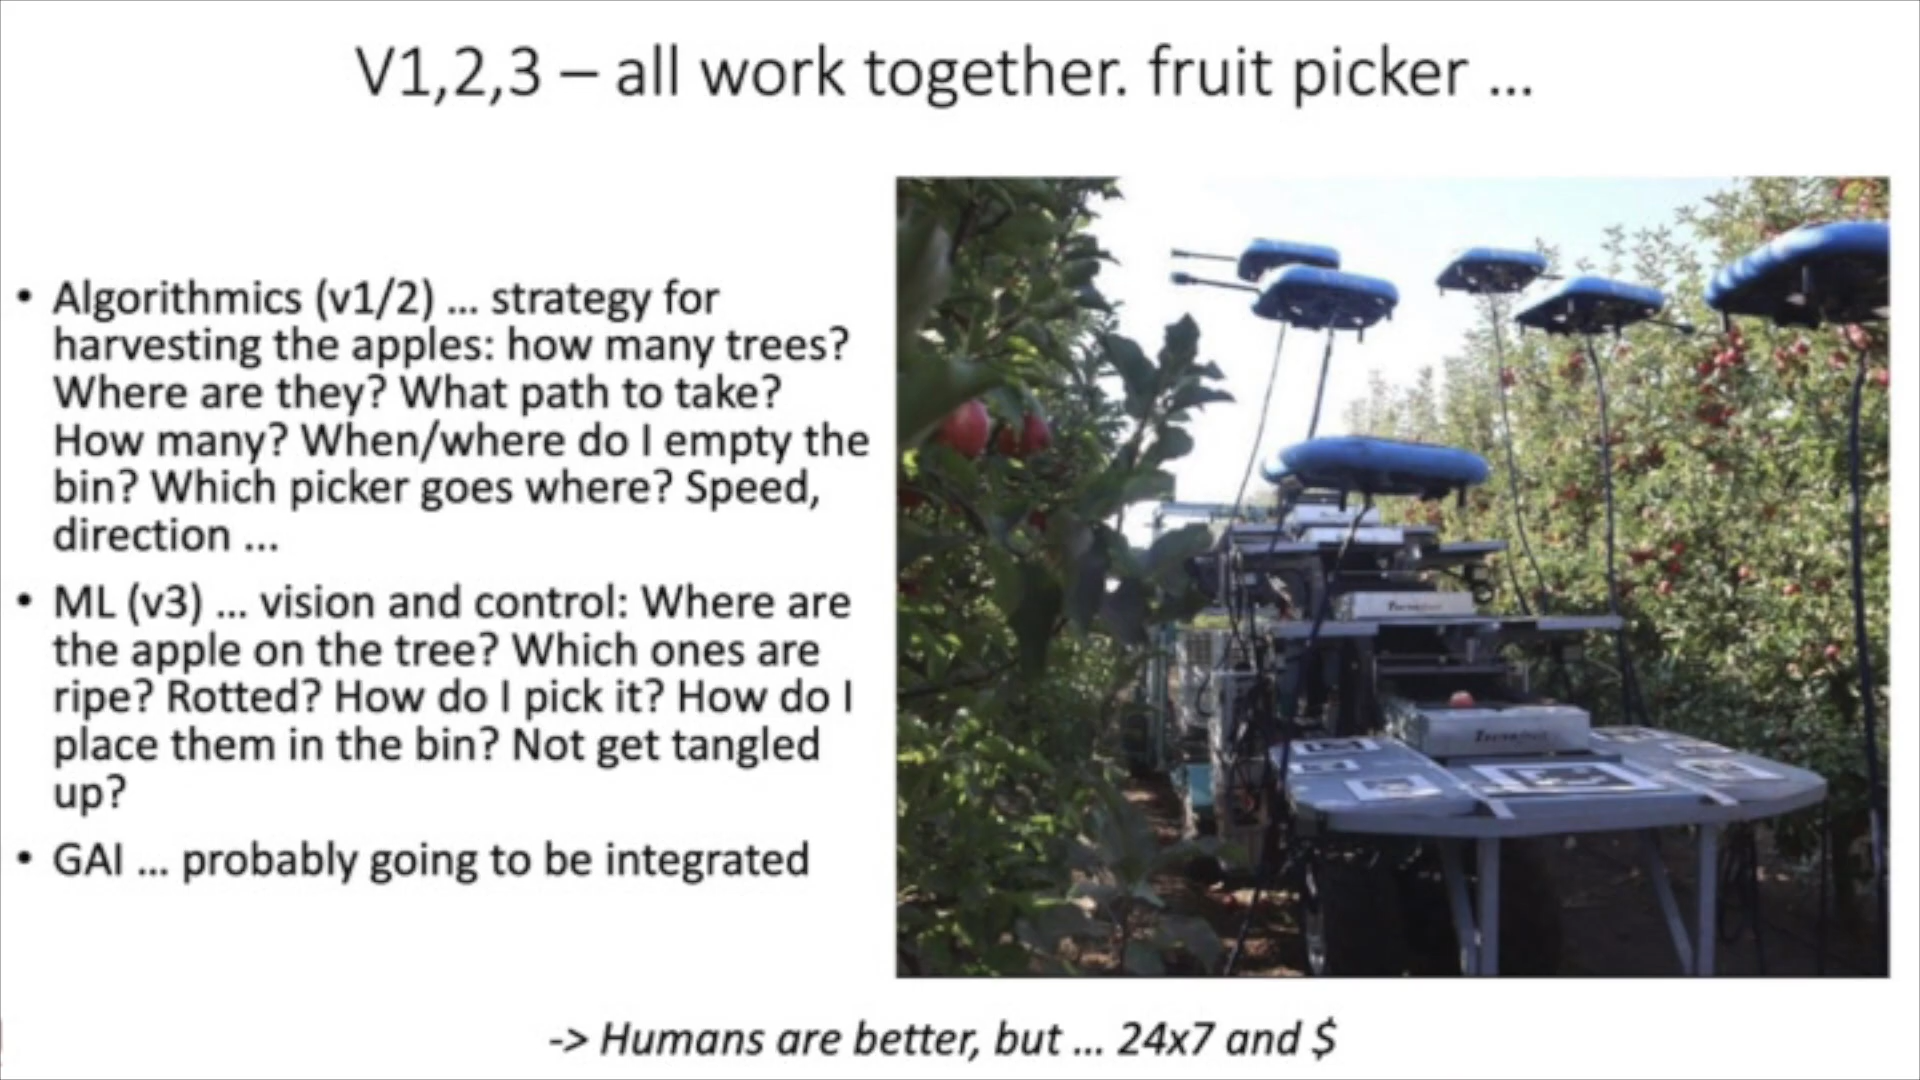 V1,2,3 – all work together. fruit picker ...
• Algorithmics (v1/2) ... strategy for
harvesting the apples: how many trees?
Where are they? What path to take?
How many? When/where do I empty the
bin? Which picker goes where? Speed,
direction ...
• ML (v3) ... vision and control: Where are
the apple on the tree? Which ones are
ripe? Rotted? How do I pick it? How do I
place them in the bin? Not get tangled
up?
• GAI ... probably going to be integrated
-> Humans are better, but ... 24x7 and $